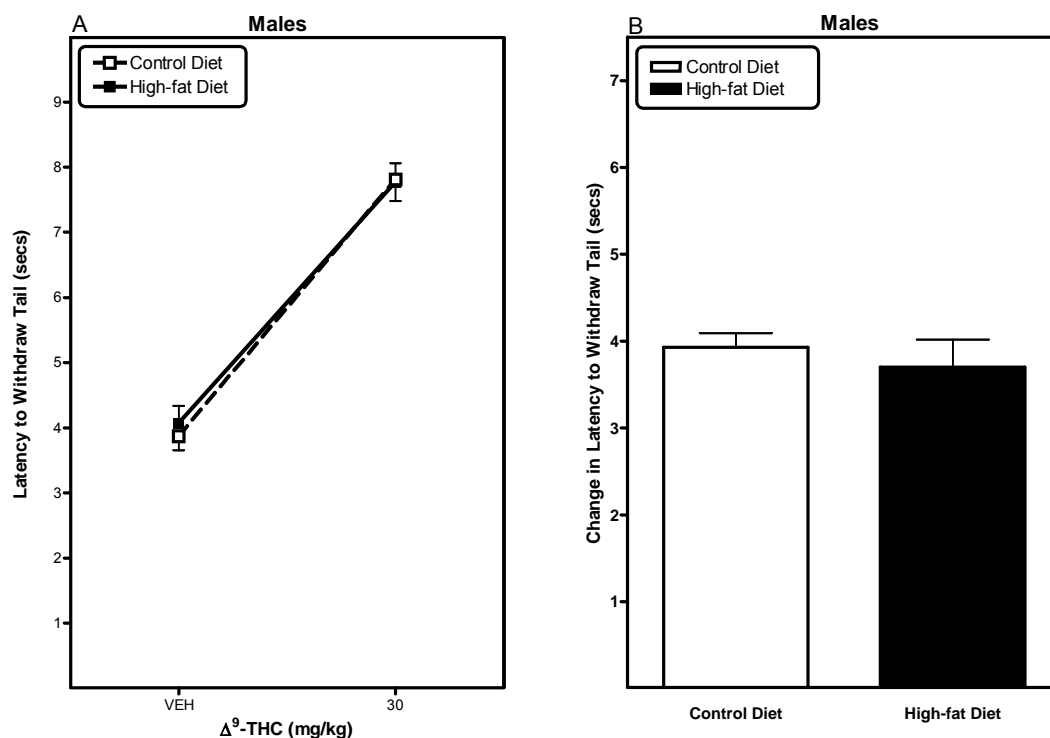 A
Males
Control Diet
High-fat Diet
9
8
7
6
5
4
3
2
1
Latency to Withdraw Tail (secs)
VEH
30
Δ⁹-THC (mg/kg)
B
Males
Control Diet
High-fat Diet
7
6
5
4
3
2
1
Change in Latency to Withdraw Tail (secs)
Control Diet
High-fat Diet